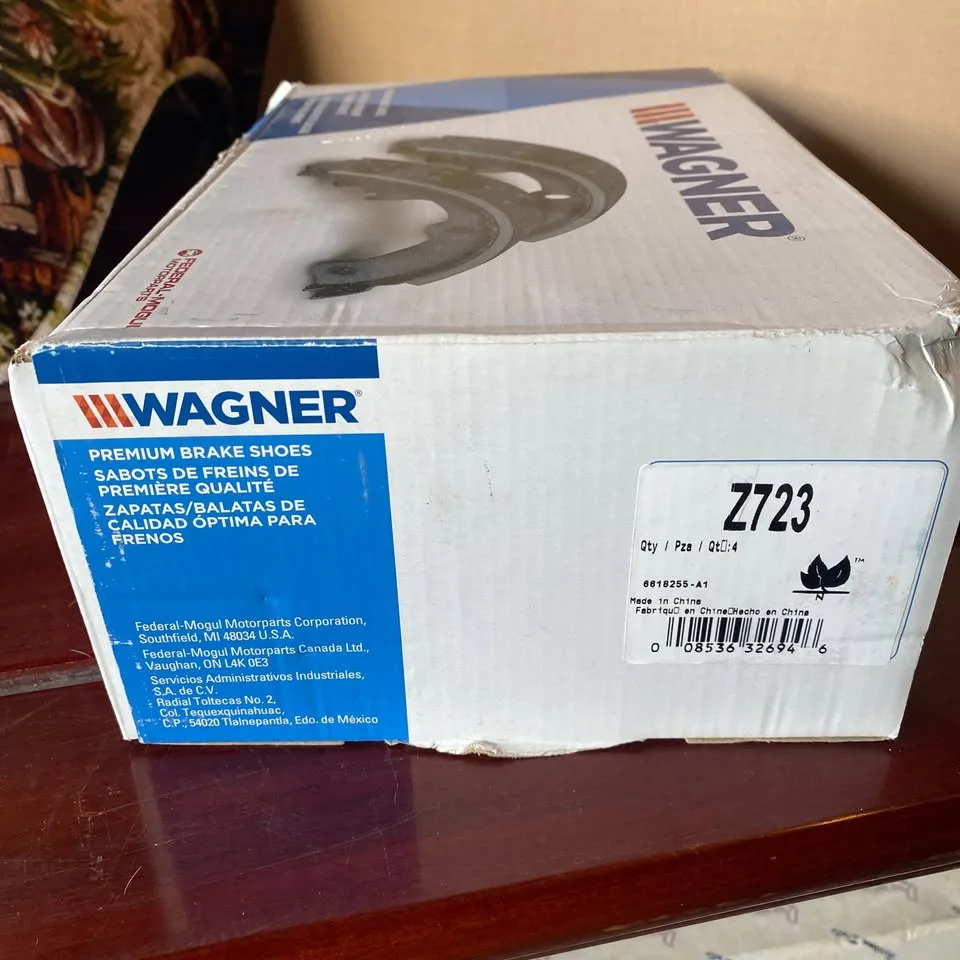 WAGNER®
FEDERAL-MOGUL
MOTORPARTS
WAGNER®
PREMIUM BRAKE SHOES
SABOTS DE FREINS DE
PREMIÈRE QUALITÉ
ZAPATAS/BALATAS DE
CALIDAD ÓPTIMA PARA
FRENOS
Federal-Mogul Motorparts Corporation,
Southfield, MI 48034 U.S.A.
Federal-Mogul Motorparts Canada Ltd.,
Vaughan, ON L4K 0E3
Servicios Administrativos Industriales,
S.A. de C.V.
Radial Toltecas No. 2,
Col. Tequexquinahuac,
C.P. 54020 Tlalnepantla, Edo. de México
Z723
Qty / Pza / Qt□:4
6618255-A1
TM
N
Made in China
Fabriqu□ en Chine□Hecho en China
0 08536 32694 6